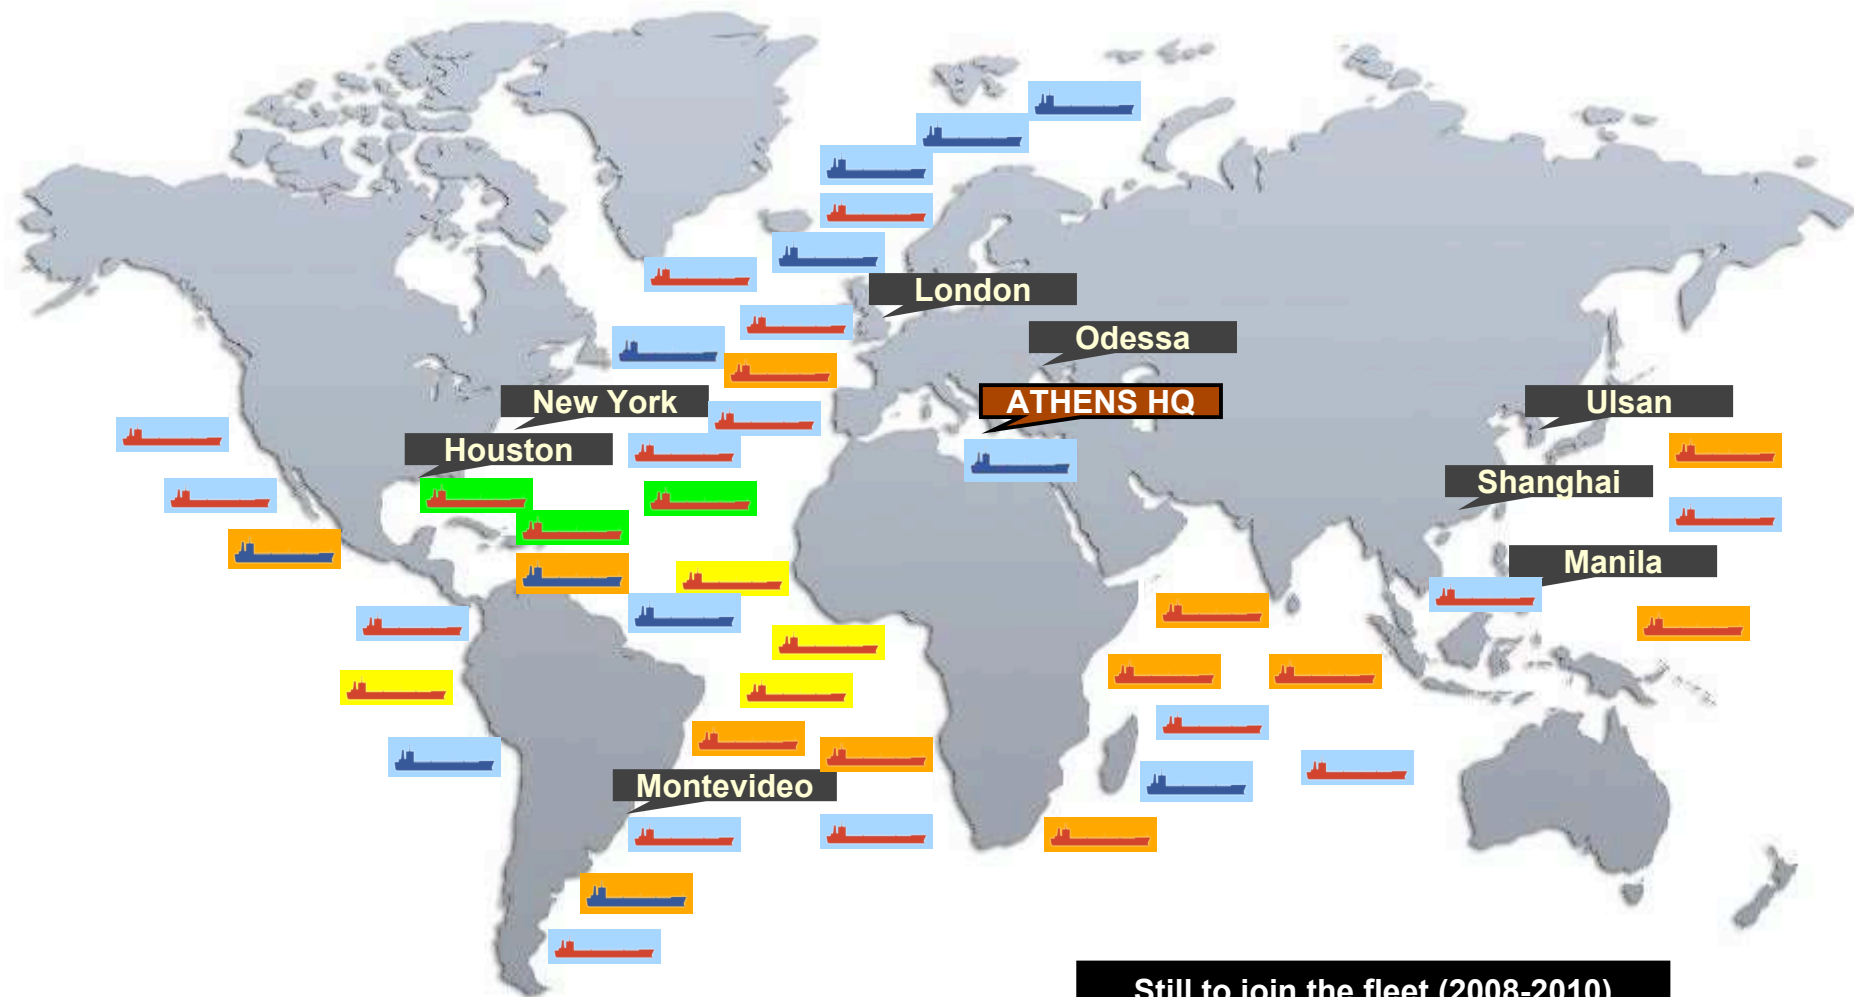 London
Odessa
New York
ATHENS HQ
Ulsan
Houston
Shanghai
Manila
Montevideo
Still to join the fleet (2008-2010)